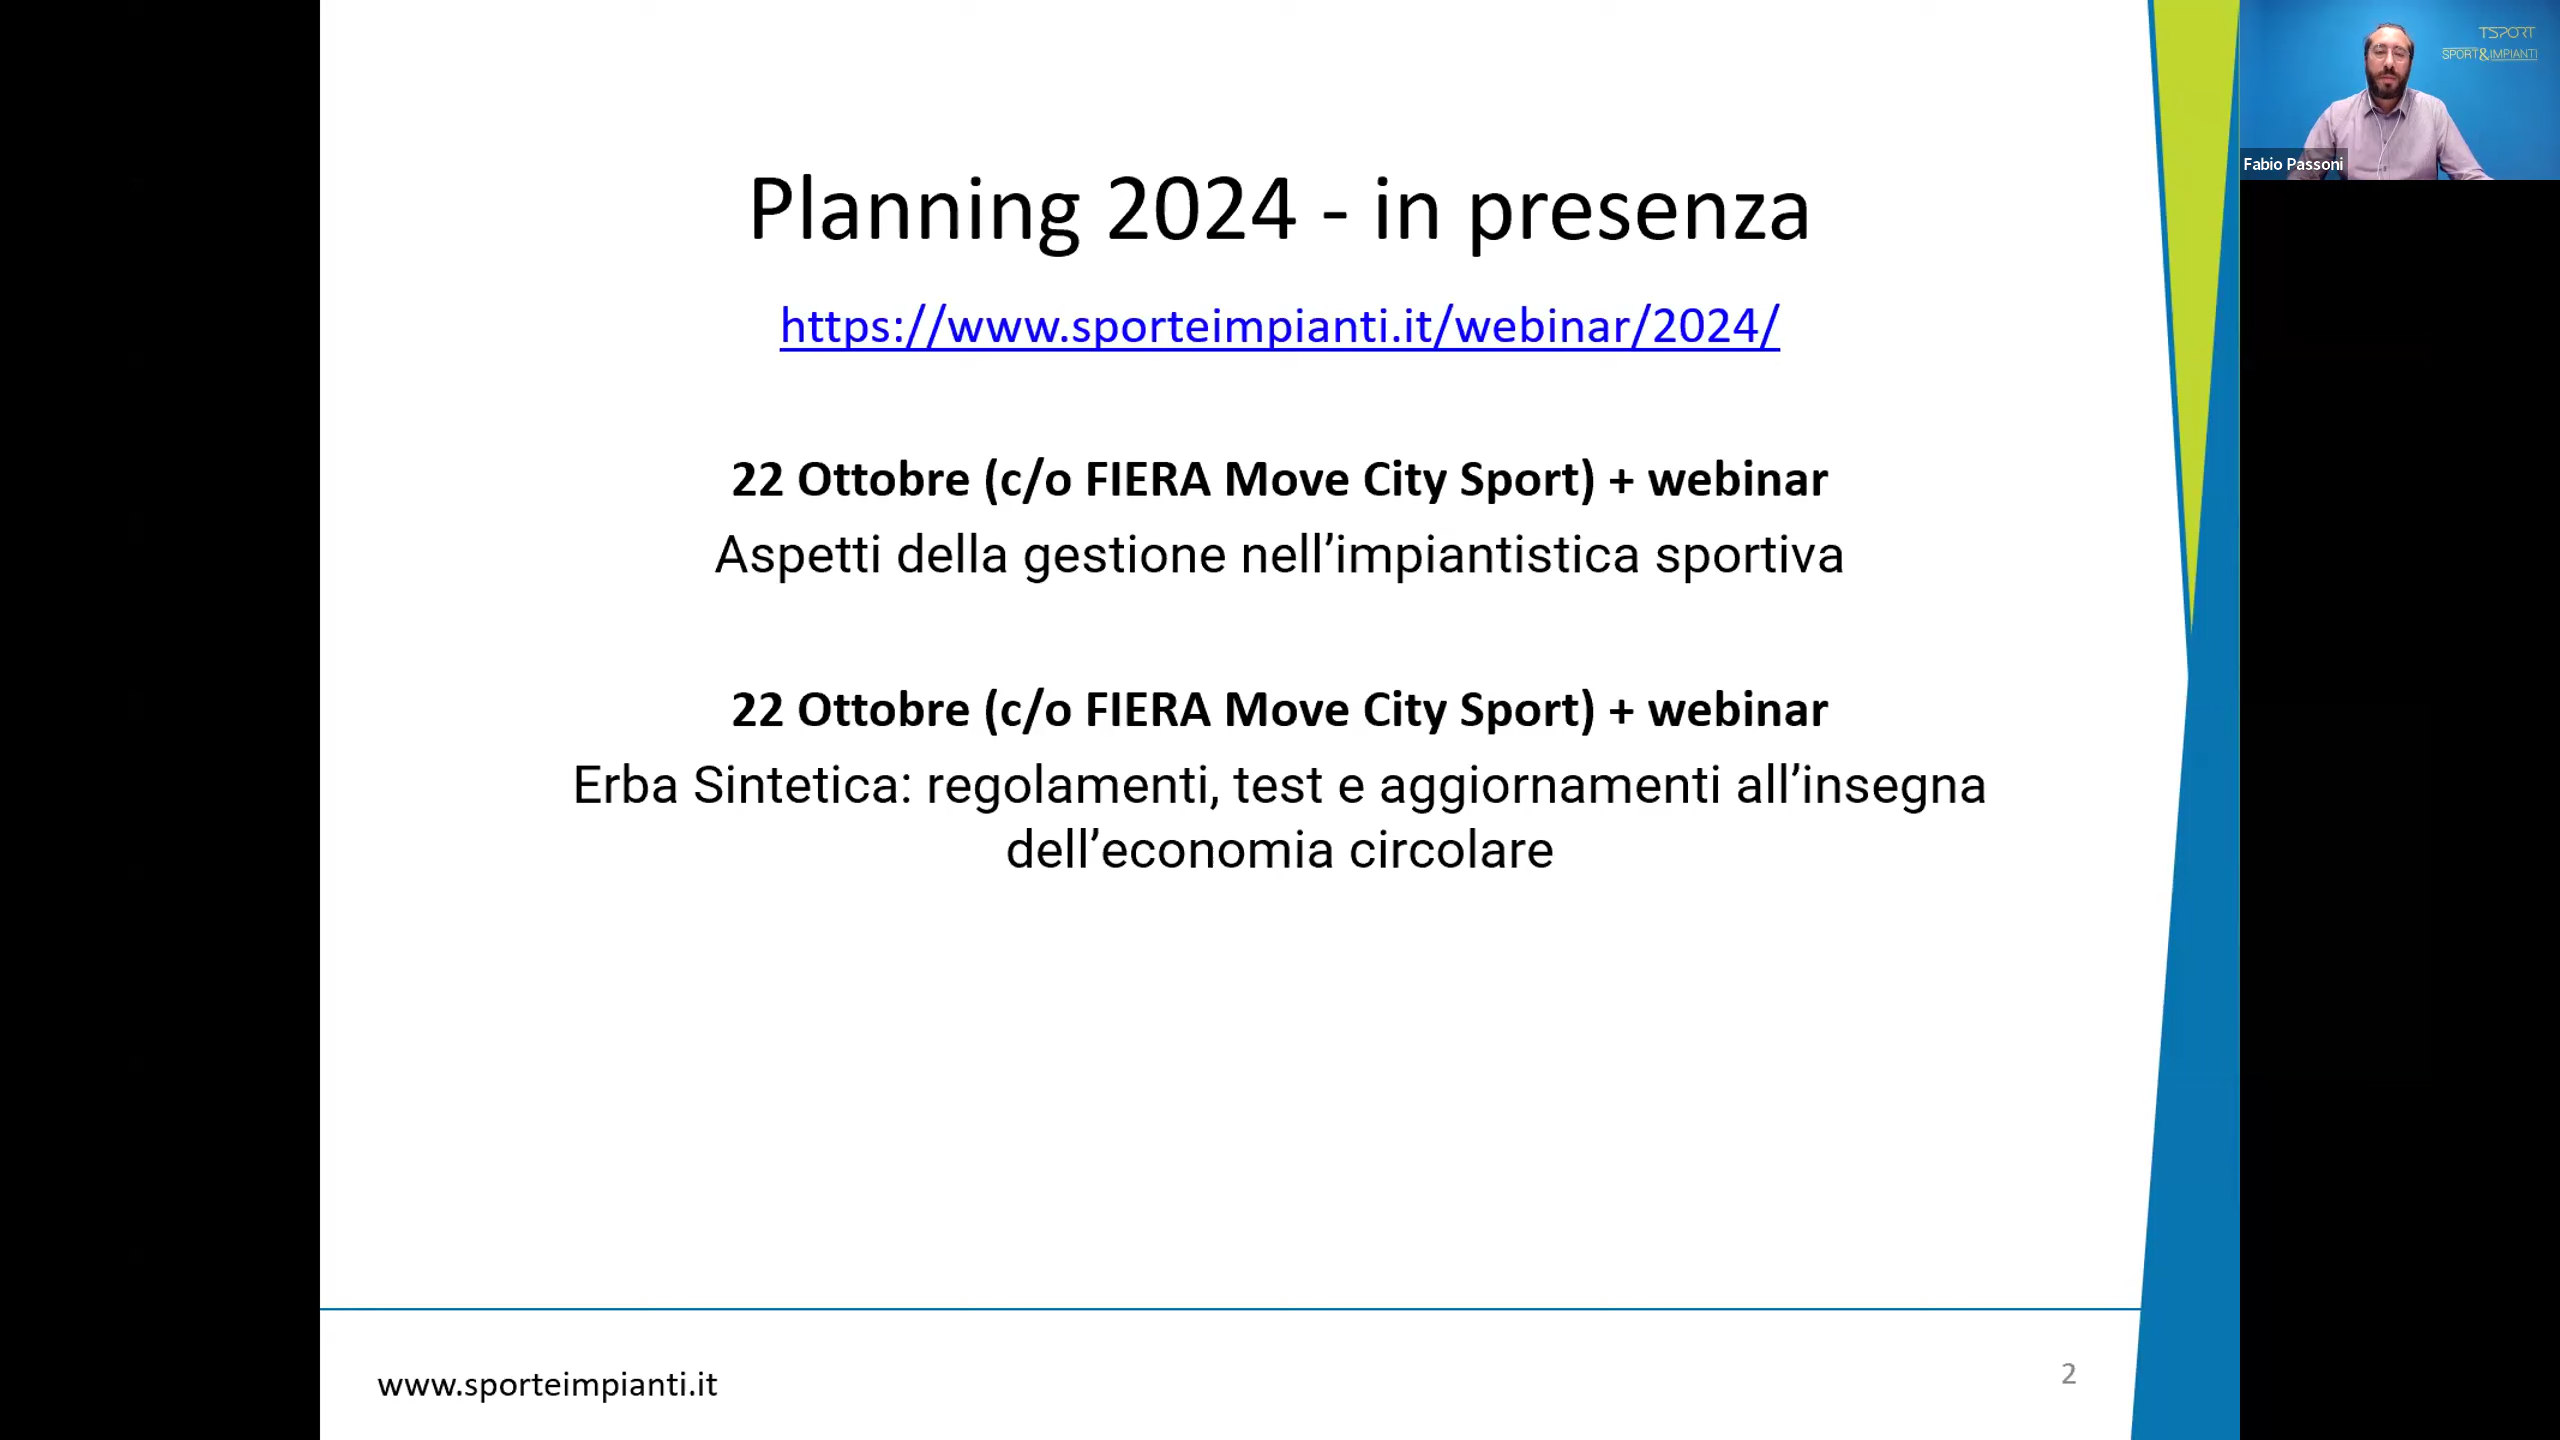 Planning 2024 - in presenza
https://www.sporteimpianti.it/webinar/2024/
22 Ottobre (c/o FIERA Move City Sport) + webinar
Aspetti della gestione nell’impiantistica sportiva
22 Ottobre (c/o FIERA Move City Sport) + webinar
Erba Sintetica: regolamenti, test e aggiornamenti all’insegna
dell’economia circolare
www.sporteimpianti.it
2
TSPORT
SPORT&IMPIANTI
Fabio Passoni